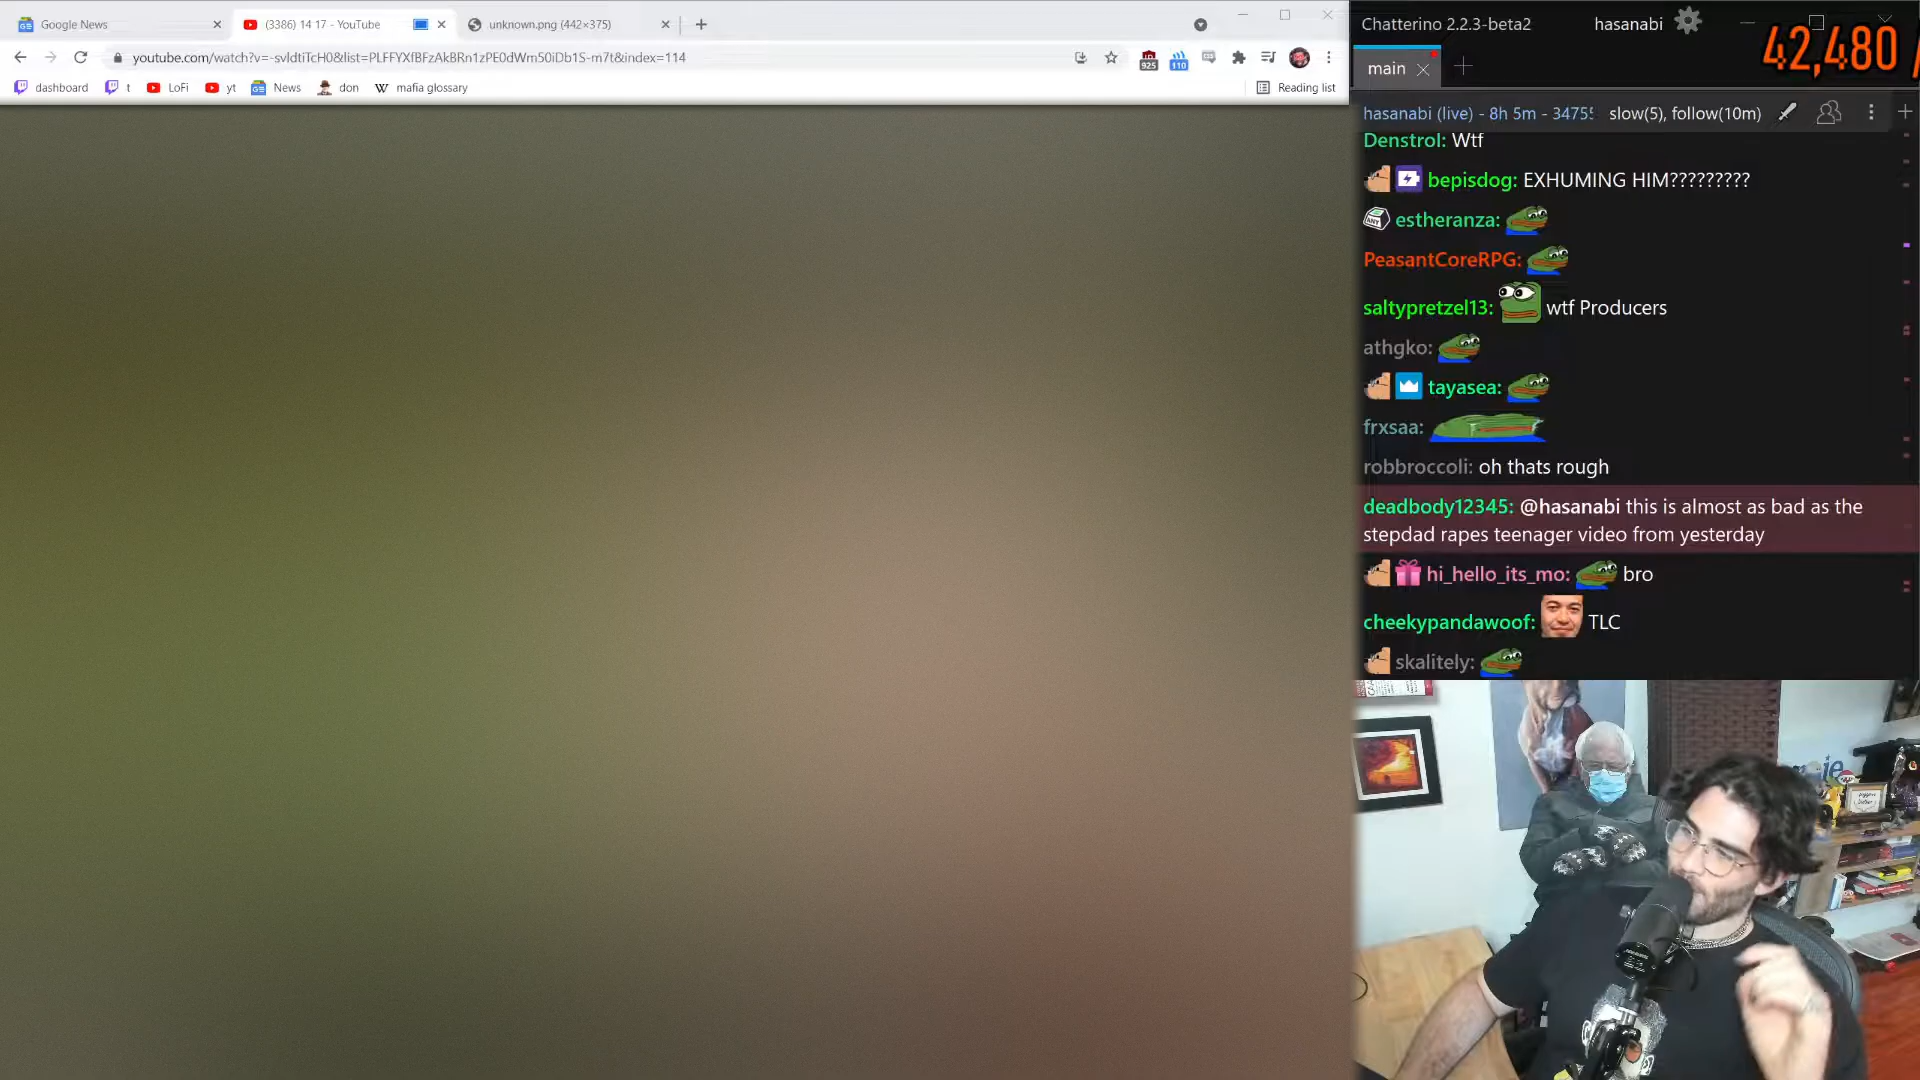 Google News
(3386) 14 17 - YouTube
unknown.png (442×375)
youtube.com/watch?v=-svldtiTcH0&list=PLFFYXfBFzAkBRn1zPE0dWm50iDb1S-m7t&index=114
925
110
dashboard
t
LoFi
yt
News
don
W mafia glossary
Reading list
Chatterino 2.2.3-beta2
hasanabi
42,480 /
main
hasanabi (live) - 8h 5m - 3475
slow(5), follow(10m)
Denstrol: Wtf
bepisdog: EXHUMING HIM?????????
estheranza:
PeasantCoreRPG:
saltypretzel13: wtf Producers
athgko:
tayasea:
frxsaa:
robbroccoli: oh thats rough
deadbody12345: @hasanabi this is almost as bad as the
stepdad rapes teenager video from yesterday
hi_hello_its_mo: bro
cheekypandawoof: TLC
skalitely: